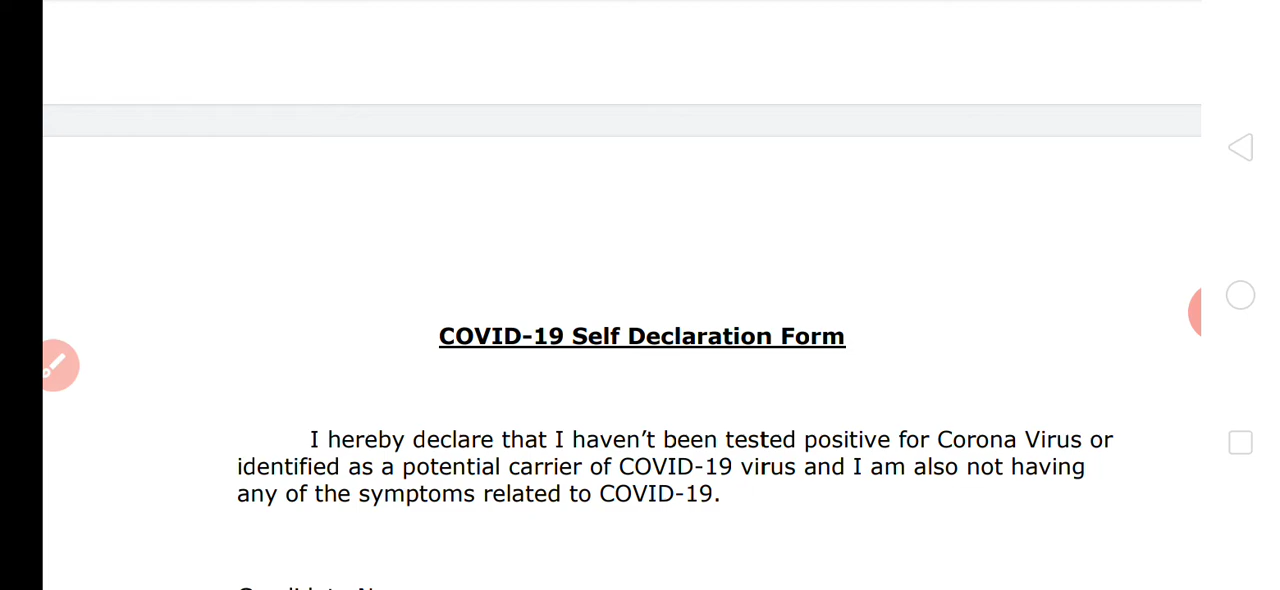 COVID-19 Self Declaration Form
I hereby declare that I haven’t been tested positive for Corona Virus or
identified as a potential carrier of COVID-19 virus and I am also not having
any of the symptoms related to COVID-19.